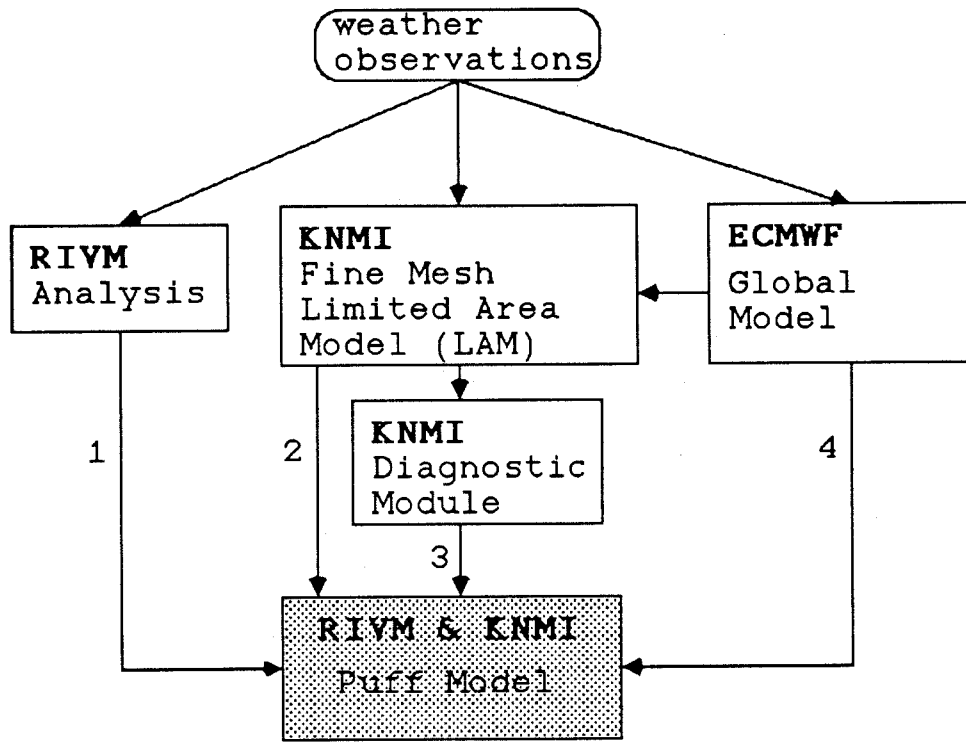 weather
observations
RIVM
Analysis
KNMI
Fine Mesh
Limited Area
Model (LAM)
ECMWF
Global
Model
1
2
KNMI
Diagnostic
Module
4
3
RIVM & KNMI
Puff Model